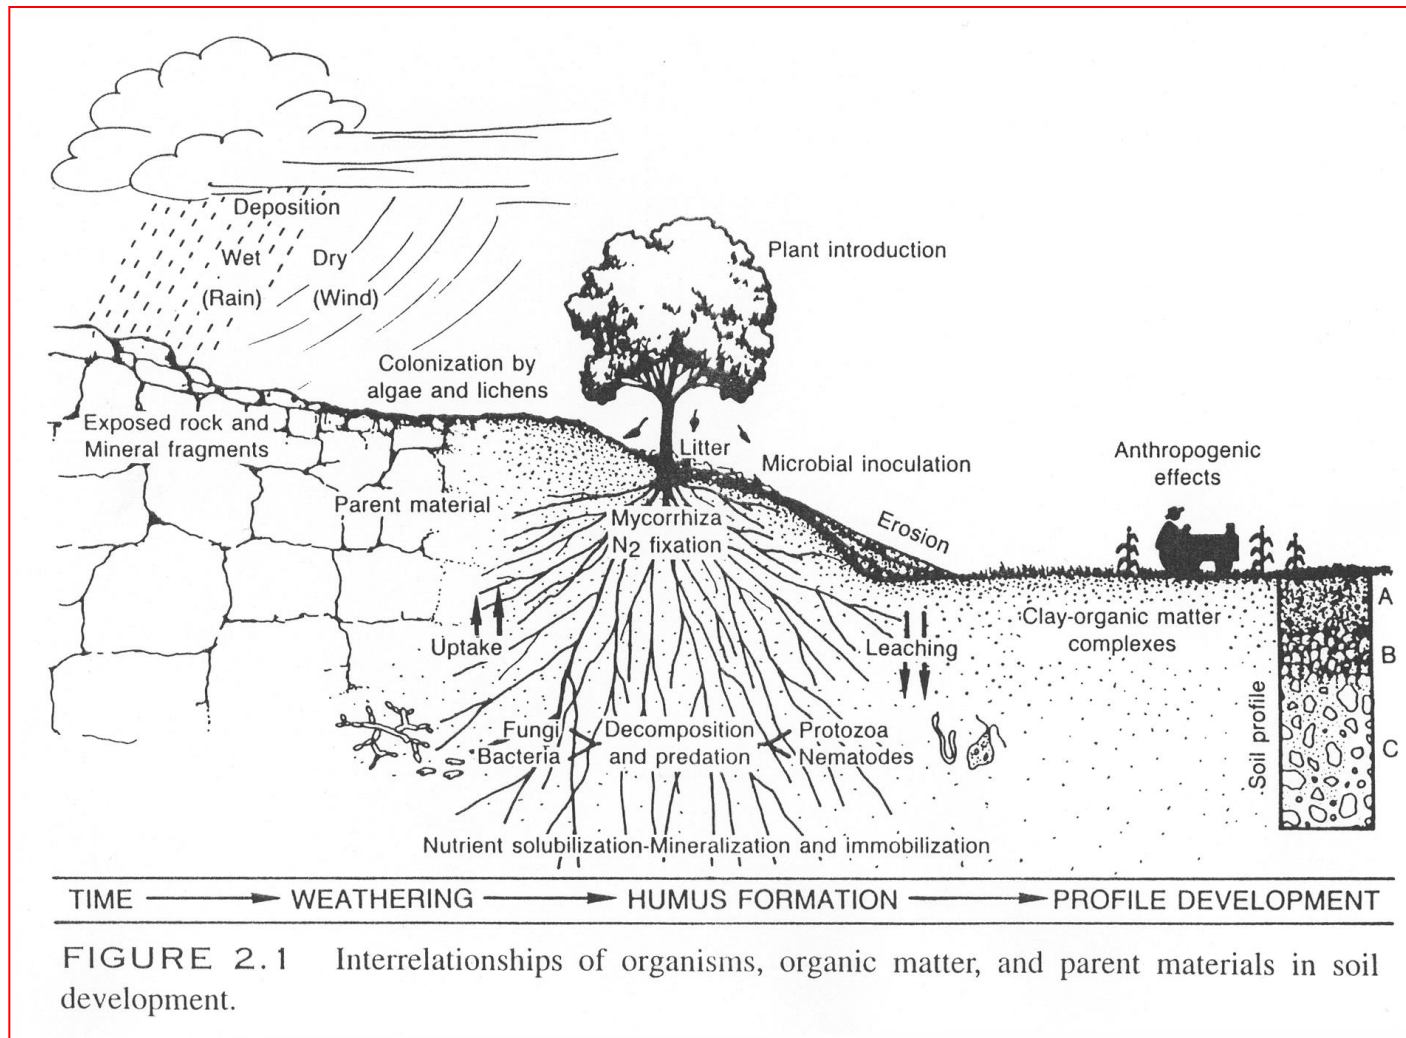 Deposition
Wet Dry
(Rain) (Wind)
Plant introduction
Colonization by
algae and lichens
Exposed rock and
Mineral fragments
Litter
Microbial inoculation
Anthropogenic
effects
Parent material
Mycorrhiza
N2 fixation
Erosion
Uptake
Leaching
Clay-organic matter
complexes
A
B
C
Soil profile
Fungi
Bacteria
Decomposition
and predation
Protozoa
Nematodes
Nutrient solubilization-Mineralization and immobilization
TIME WEATHERING HUMUS FORMATION PROFILE DEVELOPMENT
FIGURE 2.1 Interrelationships of organisms, organic matter, and parent materials in soil
development.